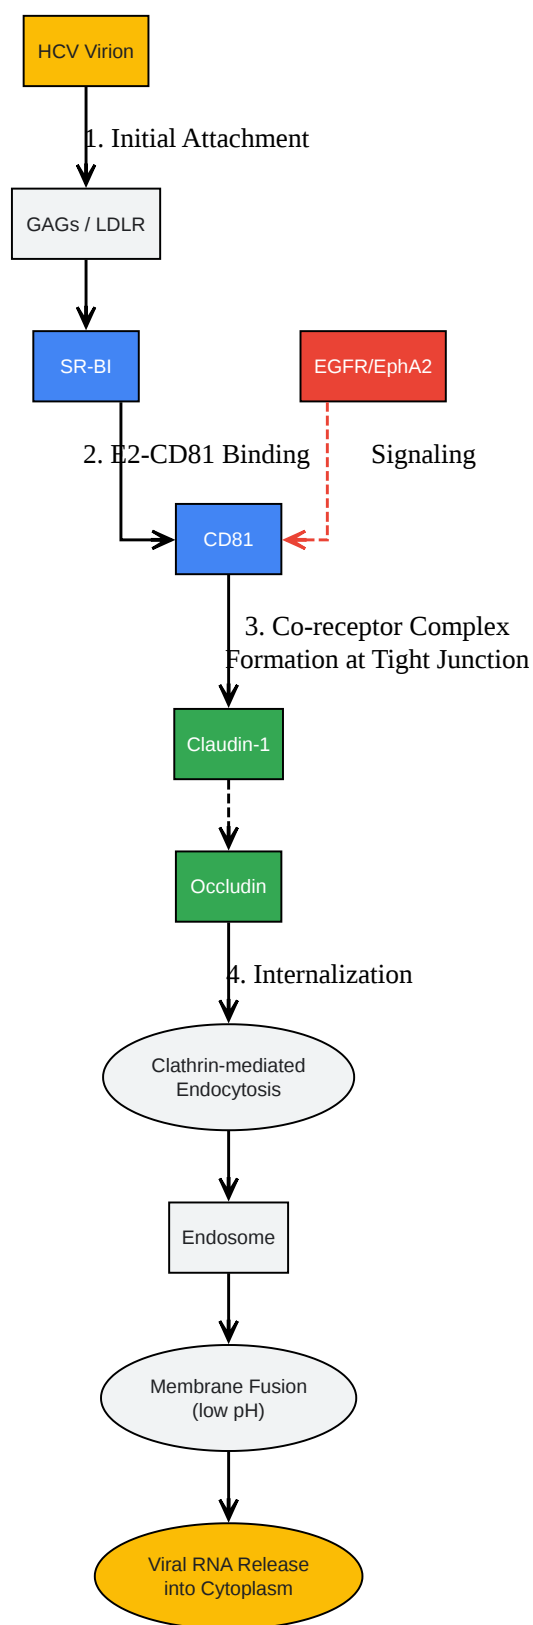 HCV Virion
1. Initial Attachment
GAGs / LDLR
SR-BI
EGFR/EphA2
2. E2-CD81 Binding
Signaling
CD81
3. Co-receptor Complex
Formation at Tight Junction
Claudin-1
Occludin
4. Internalization
Clathrin-mediated
Endocytosis
Endosome
Membrane Fusion
(low pH)
Viral RNA Release
into Cytoplasm